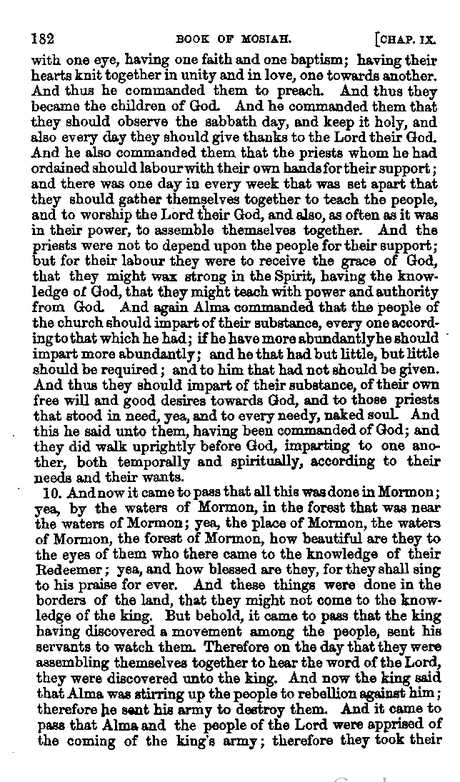 182 BOOK OF MOSIAH. [CHAP. IX.
with one eye, having one faith and one baptism; having their
hearts knit together in unity and in love, one towards another.
And thus he commanded them to preach. And thus they
became the children of God. And he commanded them that
they should observe the sabbath day, and keep it holy, and
also every day they should give thanks to the Lord their God.
And he also commanded them that the priests whom he had
ordained should labour with their own hands for their support;
and there was one day in every week that was set apart that
they should gather themselves together to teach the people,
and to worship the Lord their God, and also, as often as it was
in their power, to assemble themselves together. And the
priests were not to depend upon the people for their support;
but for their labour they were to receive the grace of God,
that they might wax strong in the Spirit, having the know-
ledge of God, that they might teach with power and authority
from God. And again Alma commanded that the people of
the church should impart of their substance, every one accord-
ing to that which he had; if he have more abundantly he should
impart more abundantly; and he that had but little, but little
should be required; and to him that had not should be given.
And thus they should impart of their substance, of their own
free will and good desires towards God, and to those priests
that stood in need, yea, and to every needy, naked soul. And
this he said unto them, having been commanded of God; and
they did walk uprightly before God, imparting to one ano-
ther, both temporally and spiritually, according to their
needs and their wants.
10. And now it came to pass that all this was done in Mormon;
yea, by the waters of Mormon, in the forest that was near
the waters of Mormon; yea, the place of Mormon, the waters
of Mormon, the forest of Mormon, how beautiful are they to
the eyes of them who there came to the knowledge of their
Redeemer; yea, and how blessed are they, for they shall sing
to his praise for ever. And these things were done in the
borders of the land, that they might not come to the know-
ledge of the king. But behold, it came to pass that the king
having discovered a movement among the people, sent his
servants to watch them. Therefore on the day that they were
assembling themselves together to hear the word of the Lord,
they were discovered unto the king. And now the king said
that Alma was stirring up the people to rebellion against him;
therefore he sent his army to destroy them. And it came to
pass that Alma and the people of the Lord were apprised of
the coming of the king's army; therefore they took their